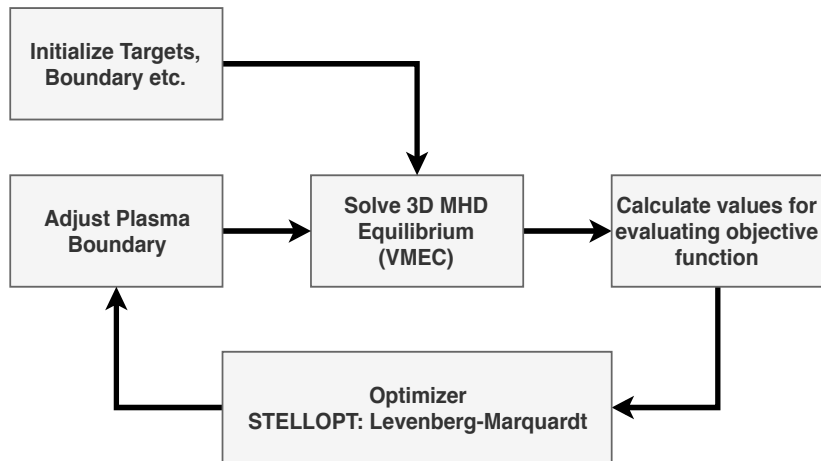 Initialize Targets,
Boundary etc.
Adjust Plasma
Boundary
Solve 3D MHD
Equilibrium
(VMEC)
Calculate values for
evaluating objective
function
Optimizer
STELLOPT: Levenberg-Marquardt